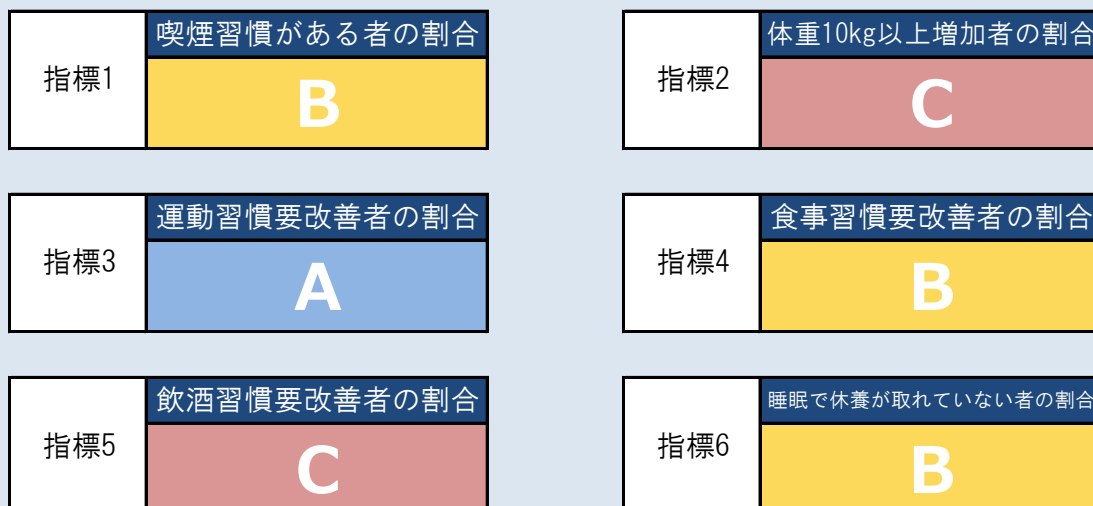 喫煙習慣がある者の割合
指標1
B
体重10kg以上増加者の割合
指標2
C
運動習慣要改善者の割合
指標3
A
食事習慣要改善者の割合
指標4
B
飲酒習慣要改善者の割合
指標5
C
睡眠で休養が取れていない者の割合
指標6
B